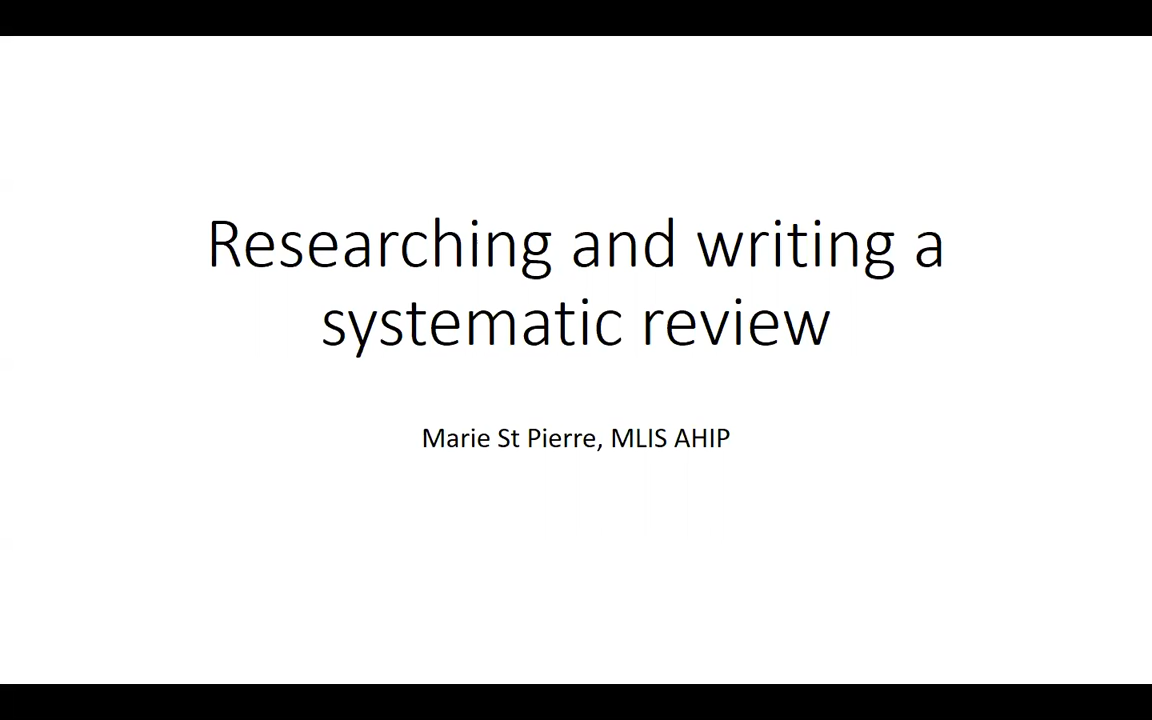 Researching and writing a
systematic review
Marie St Pierre, MLIS AHIP